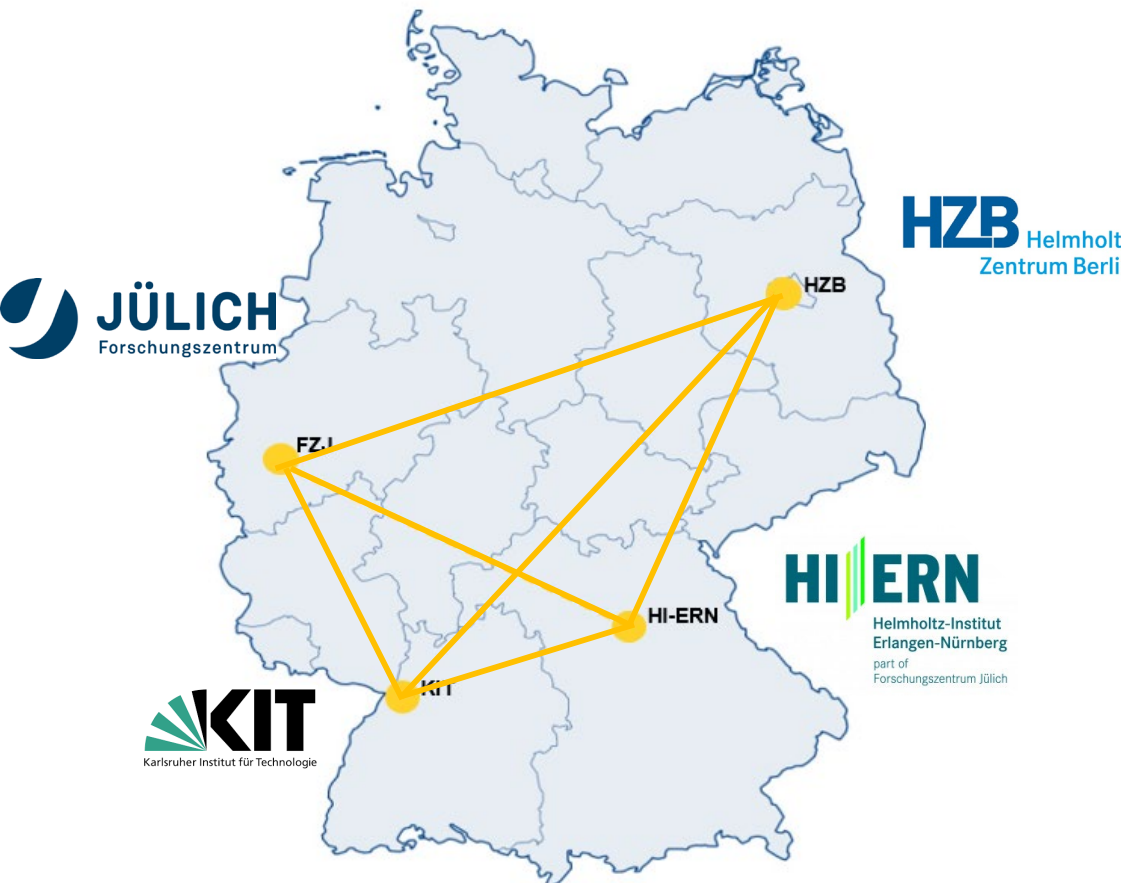 HZB Helmholt
Zentrum Berli
JÜLICH
Forschungszentrum
HZB
FZJ
HI ERN
Helmholtz-Institut
Erlangen-Nürnberg
part of
Forschungszentrum Jülich
HI-ERN
KIT
KIT
Karlsruher Institut für Technologie